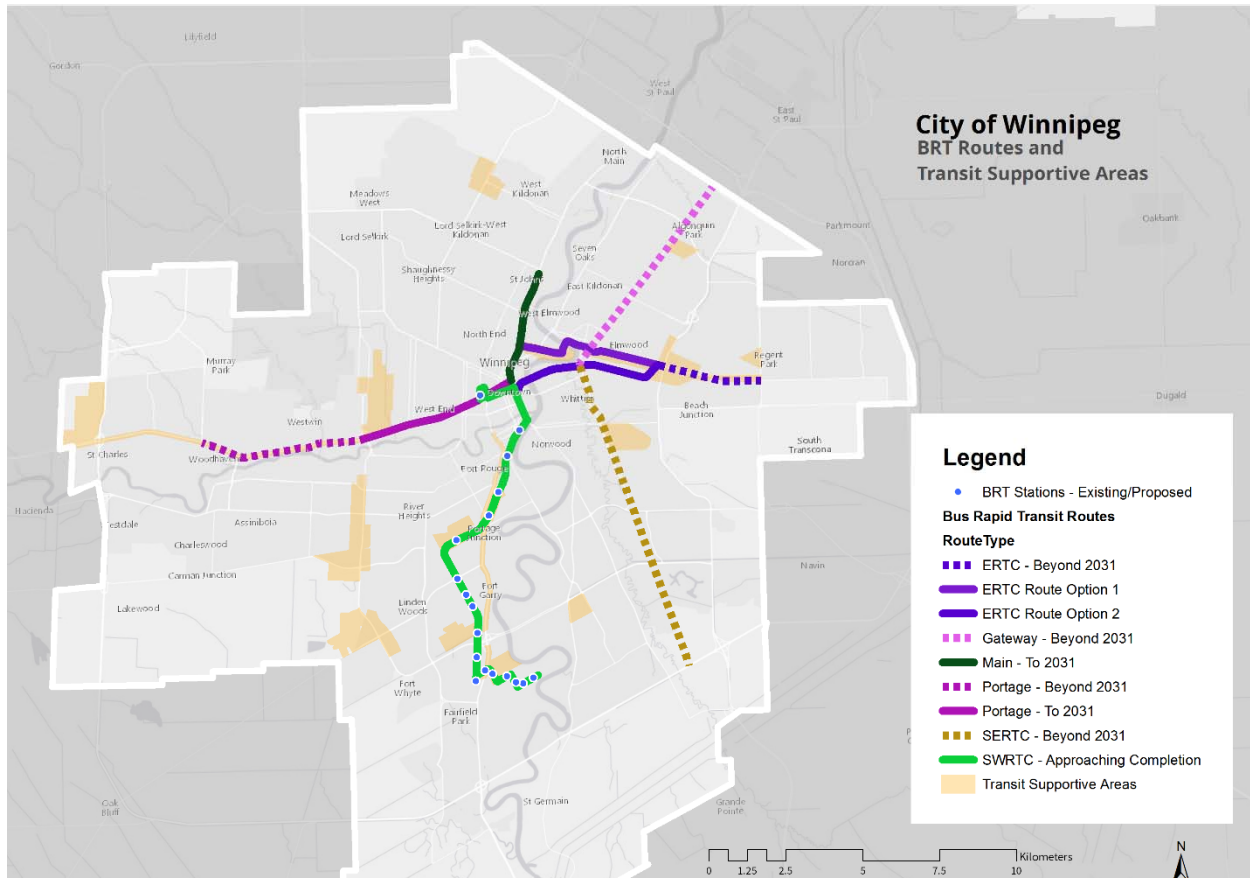 Lilyfield
Gordon
West
St Paul
East
St Paul
City of Winnipeg
BRT Routes and
Transit Supportive Areas
North
Main
Meadows
West
West
Kildonan
Oakbank
Lord Selkirk-West
Kildonan
Algonquin
Park
Pritchard
Lord Selkirk
Seven
Oaks
Norcran
Shaughnessy
Heights
St Johns
East Kildonan
West Elmwood
North End
Elmwood
Murray
Park
Winnipeg
Regent
Park
Downtown
Whittier
West End
Beach
Junction
Dugald
Westwin
South
Transcona
St Charles
Woodhaven
Norwood
Fort Rouge
Hacienda
Westdale
Assiniboia
River
Heights
Portage
Junction
Charleswood
Carman Junction
Navin
Fort
Garry
Linden
Woods
Lakewood
Fort
Whyte
Fairfield
Park
Oak
Bluff
St Germain
Grande
Pointe
Legend
BRT Stations - Existing/Proposed
Bus Rapid Transit Routes
RouteType
ERTC - Beyond 2031
ERTC Route Option 1
ERTC Route Option 2
Gateway - Beyond 2031
Main - To 2031
Portage - Beyond 2031
Portage - To 2031
SERTC - Beyond 2031
SWRTC - Approaching Completion
Transit Supportive Areas
Kilometers
0 1.25 2.5 5 7.5 10
N